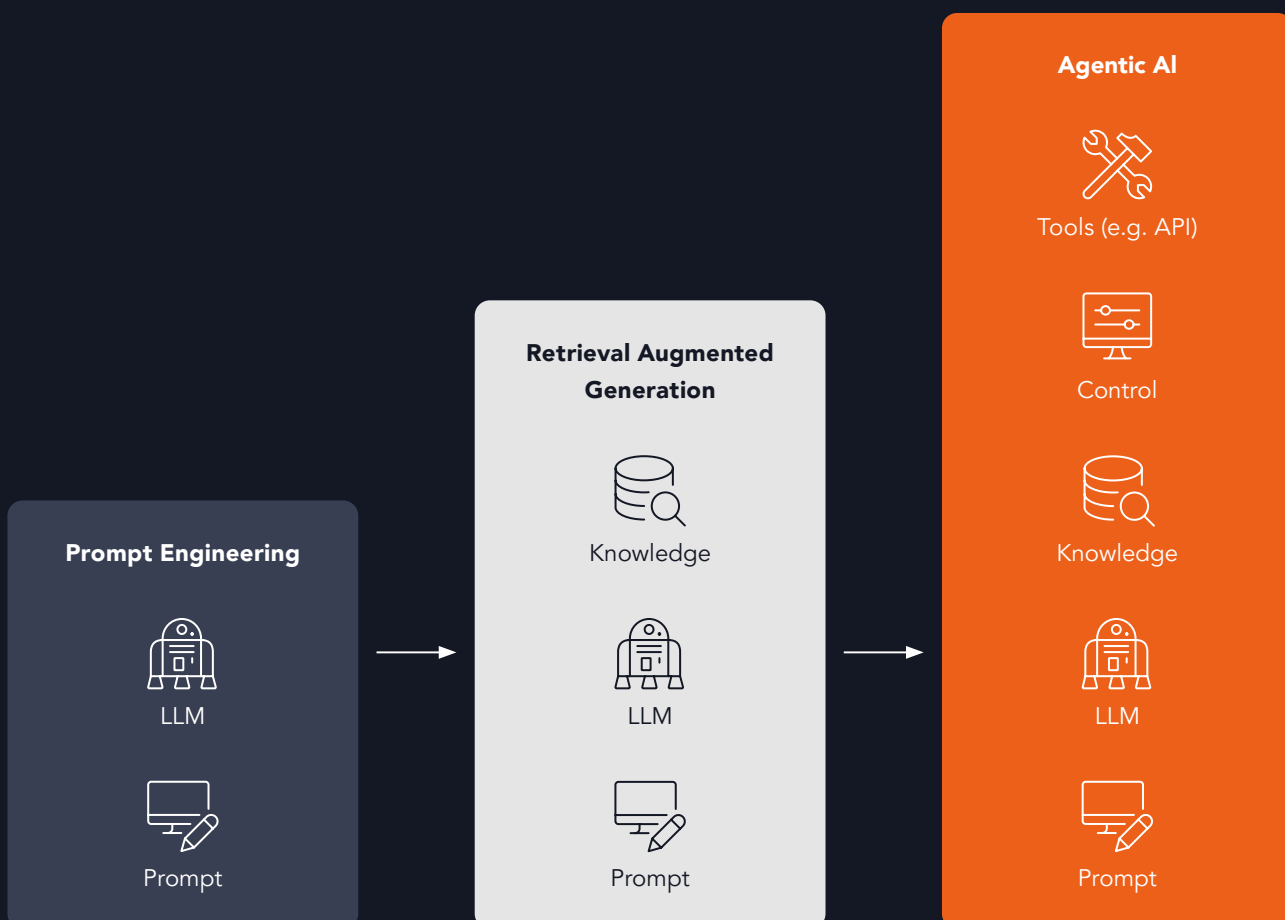 Prompt Engineering
LLM
Prompt
Retrieval Augmented
Generation
Knowledge
LLM
Prompt
Agentic AI
Tools (e.g. API)
Control
Knowledge
LLM
Prompt